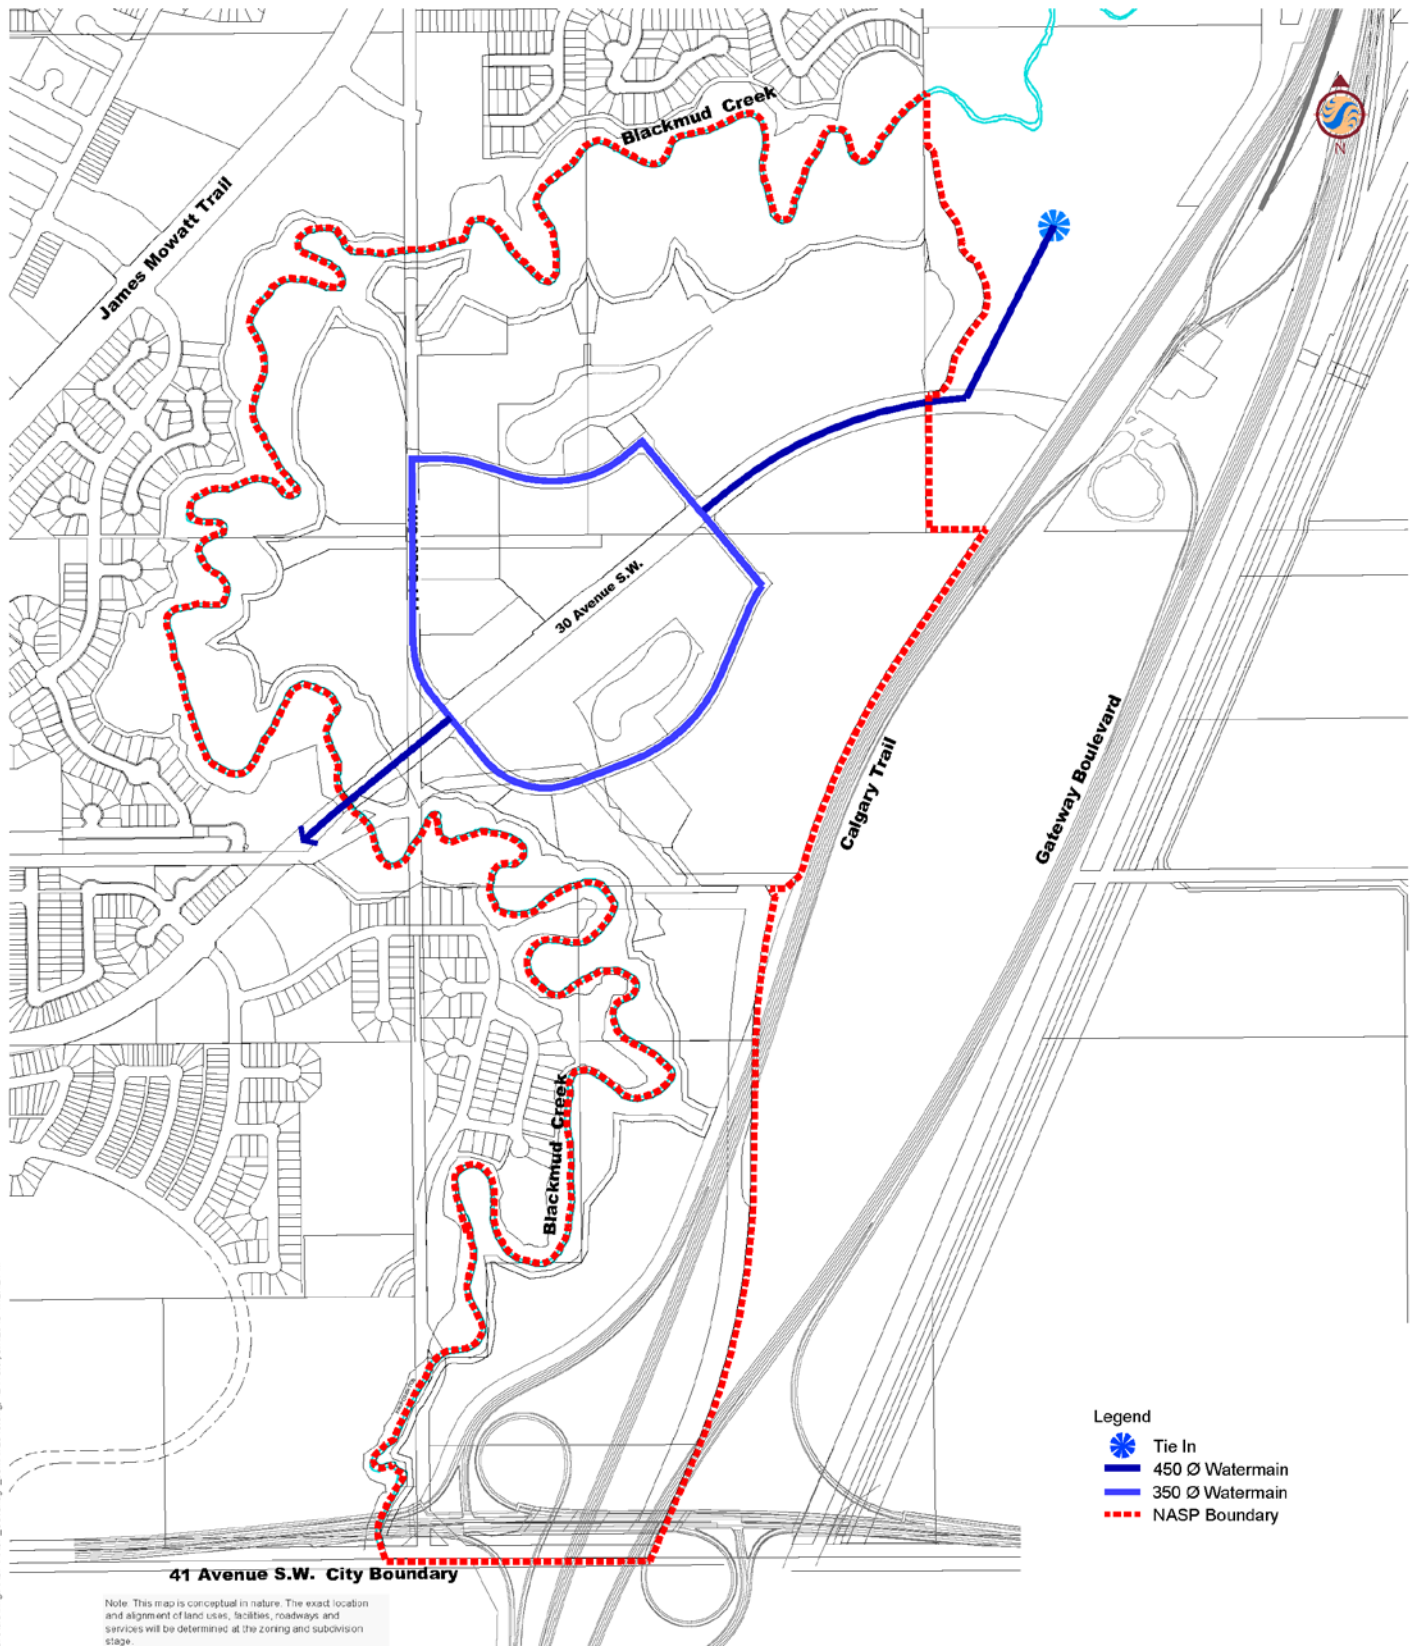 Blackmud Creek
N
James Mowatt Trail
30 Avenue S.W.
Calgary Trail
Gateway Boulevard
Blackmud Creek
Legend
Tie In
450 Ø Watermain
350 Ø Watermain
NASP Boundary
41 Avenue S.W. City Boundary
Note: This map is conceptual in nature. The exact location
and alignment of land uses, facilities, roadways and
services will be determined at the zoning and subdivision
stage.